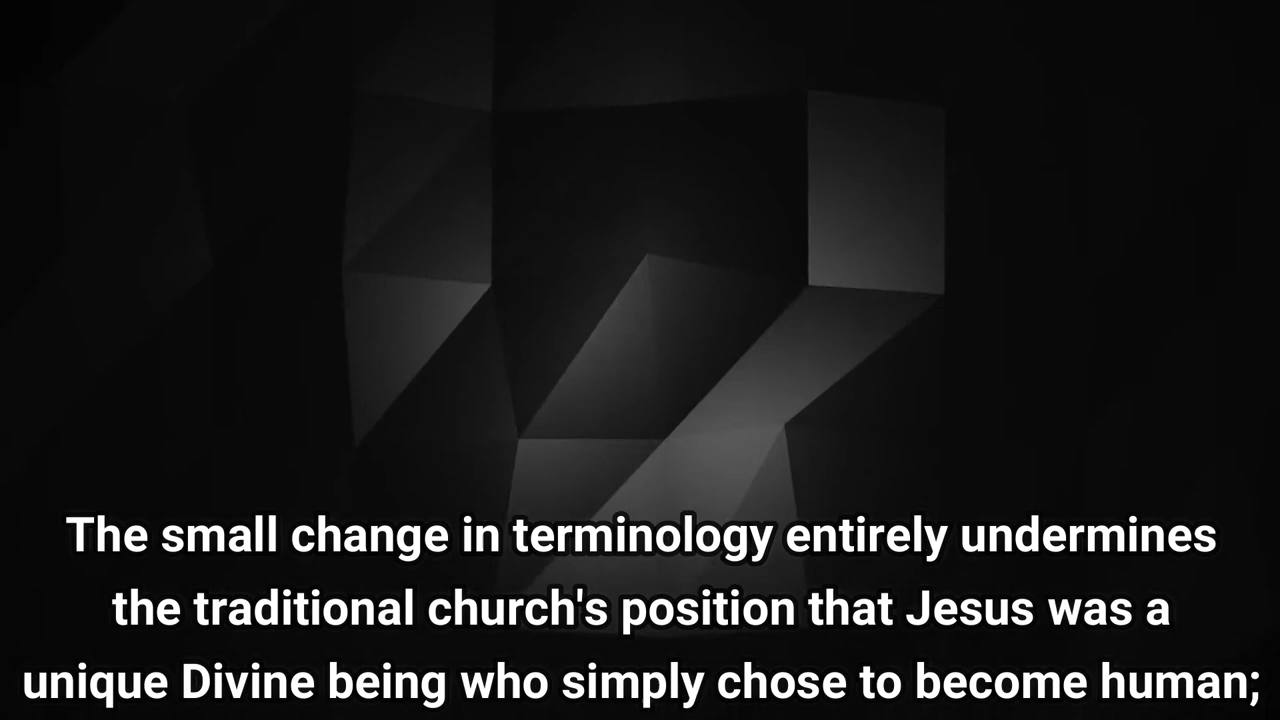 The small change in terminology entirely undermines
the traditional church's position that Jesus was a
unique Divine being who simply chose to become human;